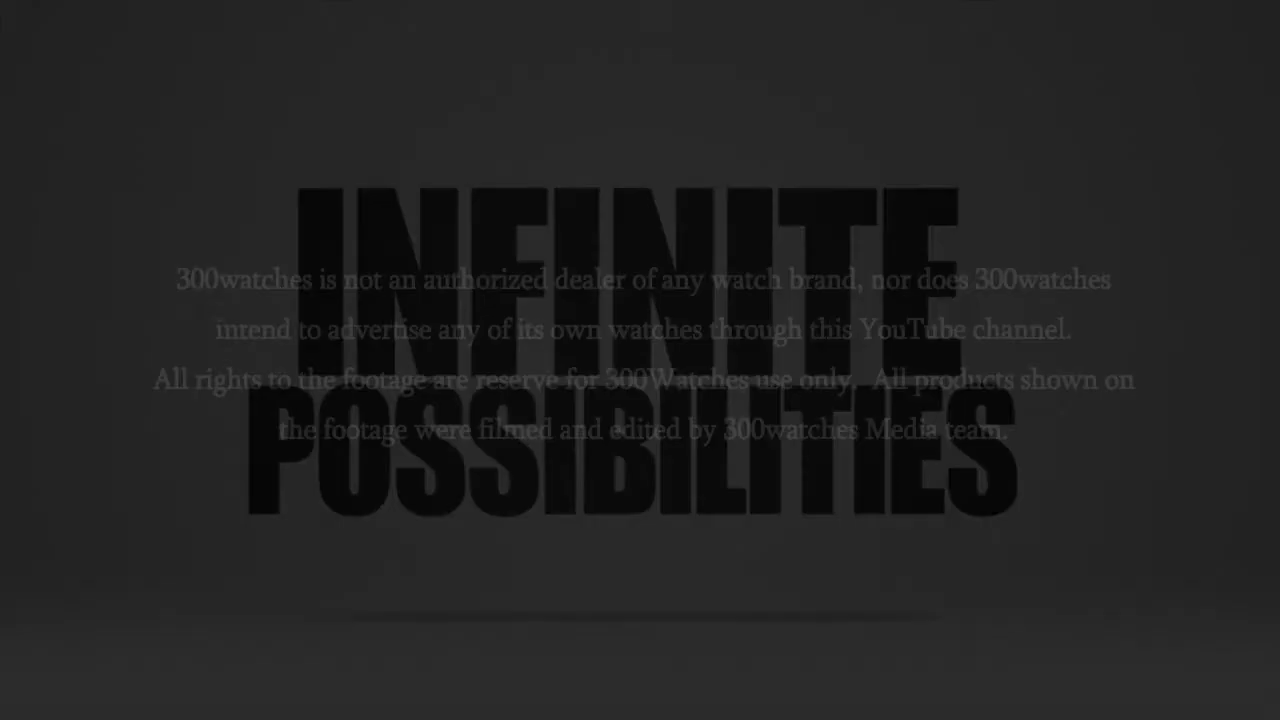 INFINITE
POSSIBILITIES
300watches is not an authorized dealer of any watch brand, nor does 300watches
intend to advertise any of its own watches through this YouTube channel.
All rights to the footage are reserve for 300Watches use only. All products shown on
the footage were filmed and edited by 300watches Media team.